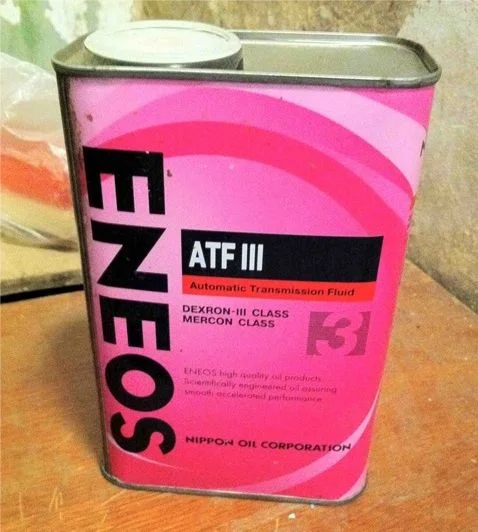 ENEOS
ATF III
Automatic Transmission Fluid
DEXRON-III CLASS
MERCON CLASS
3
ENEOS high quality oil products
Scientifically engineered oil assuring
smooth accelerated performance
NIPPON OIL CORPORATION